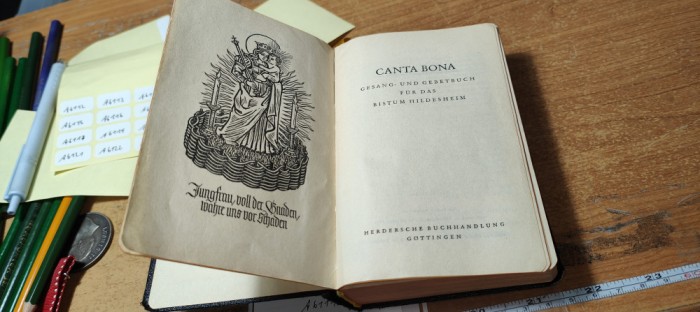 Jungfrau, voll der Gnaden,
wahre uns vor Schaden
CANTA BONA
GESANG- UND GEBETBUCH
FÜR DAS
BISTUM HILDESHEIM
HERDERSCHE BUCHHANDLUNG
GÖTTINGEN